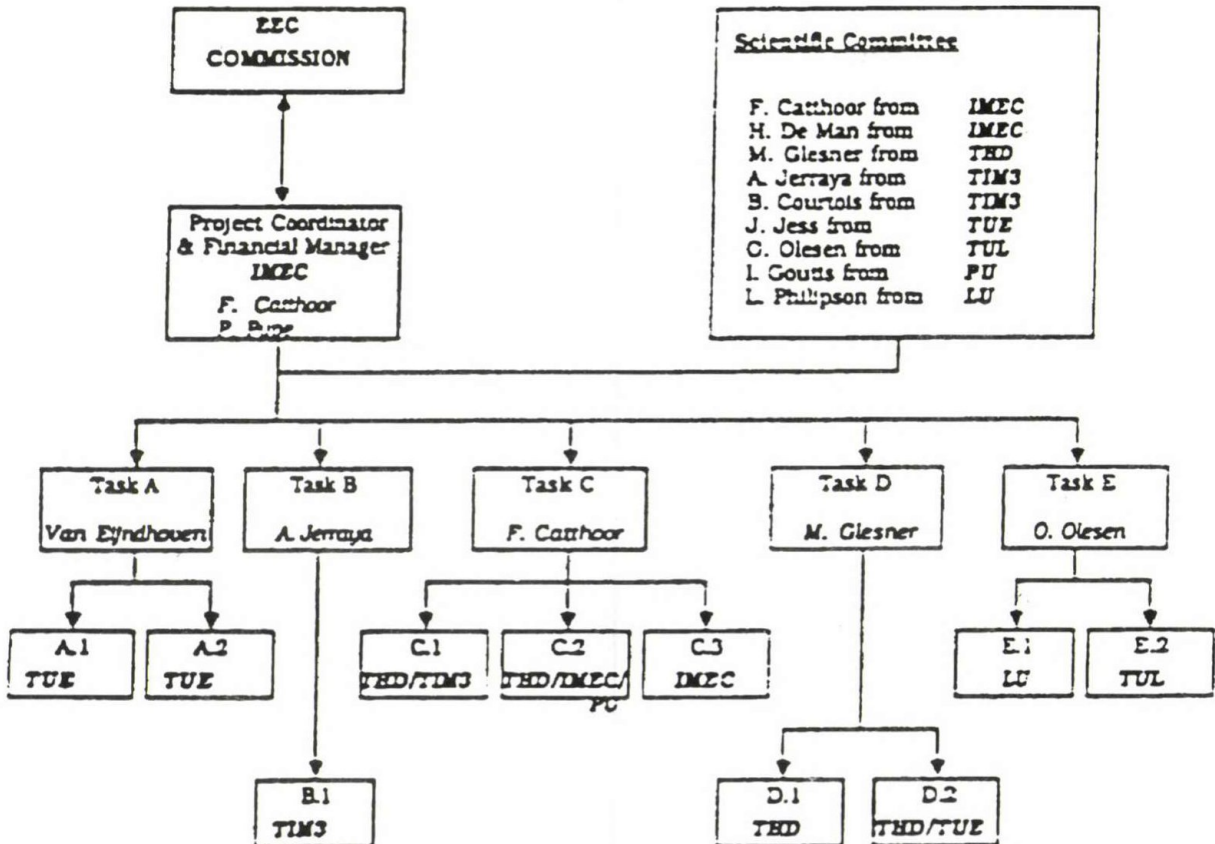 EEC
COMMISSION
Project Coordinator
& Financial Manager
IMEC
F. Catthoor
P.
Scientific Committee
F. Catthoor from IMEC
H. De Man from IMEC
M. Glesner from THD
A. Jerraya from TIM3
B. Courtois from TIM3
J. Jess from TUE
O. Olesen from TUL
I. Goutis from PU
L. Philipson from LU
Task A
Van Eijndhoven
Task B
A. Jerraya
Task C
F. Catthoor
Task D
M. Glesner
Task E
O. Olesen
A.1
TUE
A.2
TUE
C.1
THD/TIM3
C.2
THD/IMEC/
PU
C.3
IMEC
E.1
LU
E.2
TUL
B.1
TIM3
D.1
THD
D.2
THD/TUE